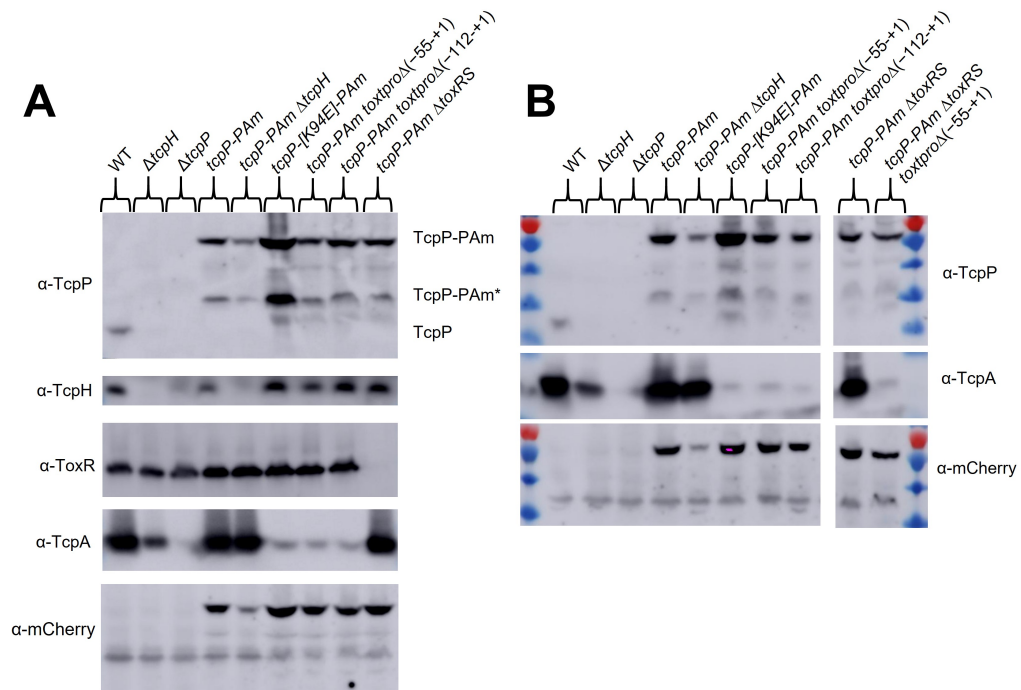 A
WT
ΔtcpH
ΔtcpP
tcpP-PAm
tcpP-PAm ΔtcpH
tcpP-[K94E]-PAm
tcpP-PAm toxtproΔ(−55-+1)
tcpP-PAm toxtproΔ(−112-+1)
tcpP-PAm ΔtoxRS
α-TcpP
TcpP-PAm
TcpP-PAm*
TcpP
α-TcpH
α-ToxR
α-TcpA
α-mCherry
B
WT
ΔtcpH
ΔtcpP
tcpP-PAm
tcpP-PAm ΔtcpH
tcpP-[K94E]-PAm
tcpP-PAm toxtproΔ(−55-+1)
tcpP-PAm toxtproΔ(−112-+1)
tcpP-PAm ΔtoxRS
tcpP-PAm ΔtoxRS
toxtproΔ(−55-+1)
α-TcpP
α-TcpA
α-mCherry